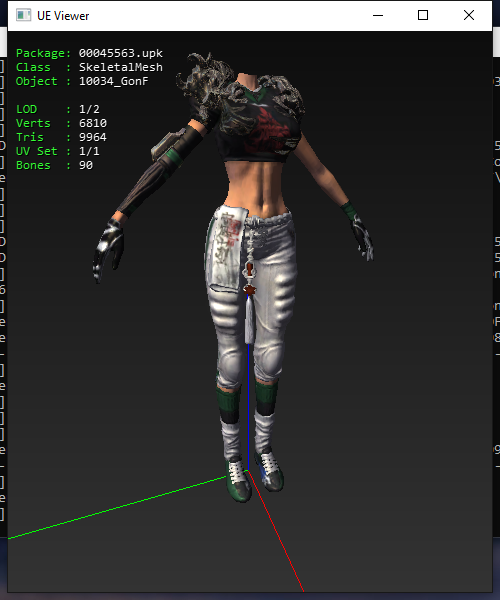 UE Viewer
Package: 00045563.upk
Class : SkeletalMesh
Object : 10034_GonF
LOD : 1/2
Verts : 6810
Tris : 9964
UV Set : 1/1
Bones : 90